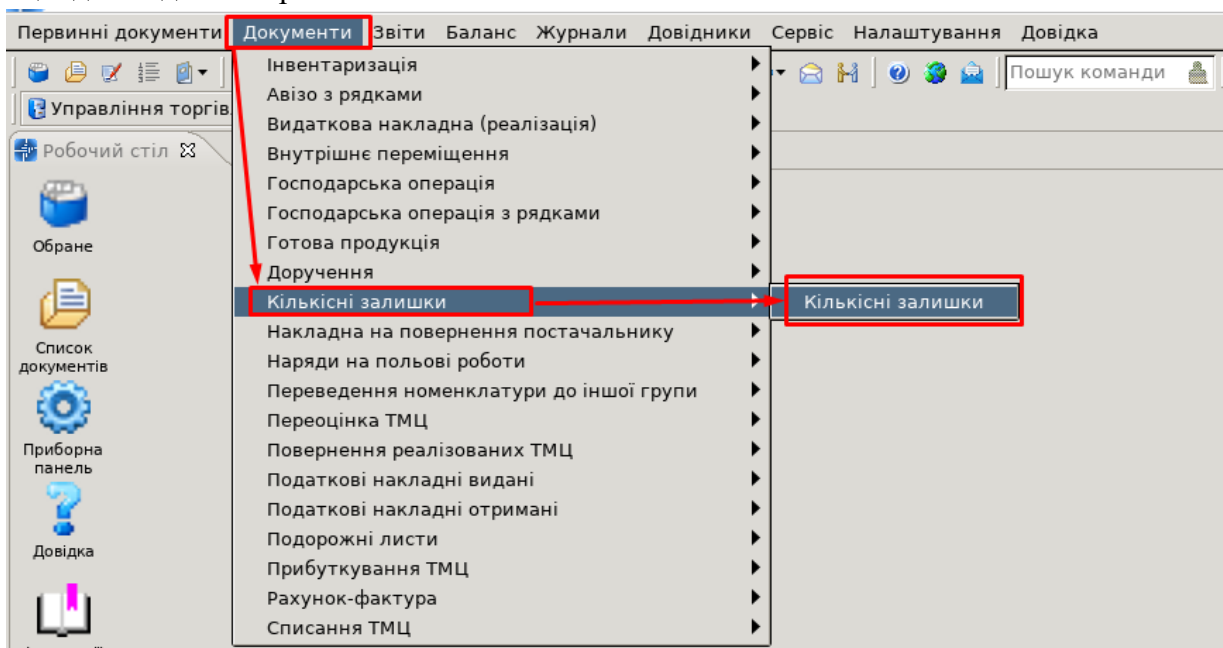 Первинні документи Документи Звіти Баланс Журнали Довідники Сервіс Налаштування Довідка
Пошук команди
Управління торгів
Робочий стіл
Обране
Список
документів
Приборна
панель
Довідка
Інвентаризація
Авізо з рядками
Видаткова накладна (реалізація)
Внутрішнє переміщення
Господарська операція
Господарська операція з рядками
Готова продукція
Доручення
Кількісні залишки
Кількісні залишки
Накладна на повернення постачальнику
Наряди на польові роботи
Переведення номенклатури до іншої групи
Переоцінка ТМЦ
Повернення реалізованих ТМЦ
Податкові накладні видані
Податкові накладні отримані
Подорожні листи
Прибуткування ТМЦ
Рахунок-фактура
Списання ТМЦ